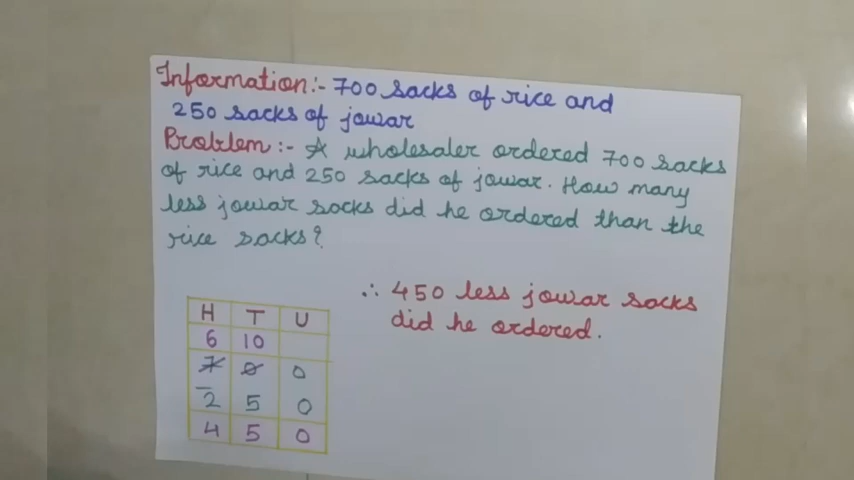 Information:- 700 sacks of rice and
250 sacks of jowar
Problem :- A wholesaler ordered 700 sacks
of rice and 250 sacks of jowar. How many
less jowar sacks did he ordered than the
rice sacks?
∴ 450 less jowar sacks
did he ordered.
H T U
6 10
7 0 0
- 2 5 0
4 5 0